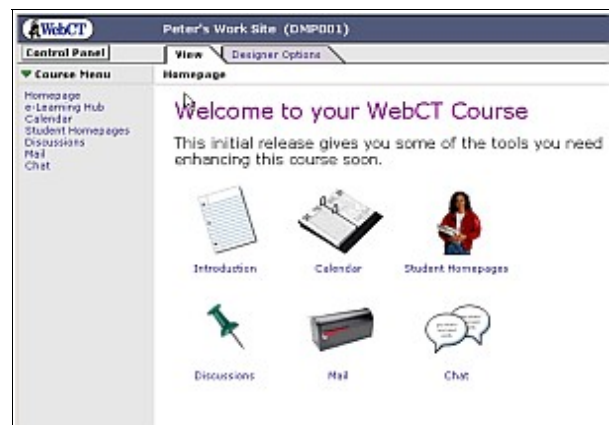 WebCT
Peter's Work Site (DMP001)
Control Panel
View
Designer Options
Course Menu
Homepage
Homepage
e-Learning Hub
Calendar
Student Homepages
Discussions
Mail
Chat
Welcome to your WebCT Course
This initial release gives you some of the tools you need
enhancing this course soon.
Introduction
Calendar
Student Homepages
Discussions
Mail
Chat